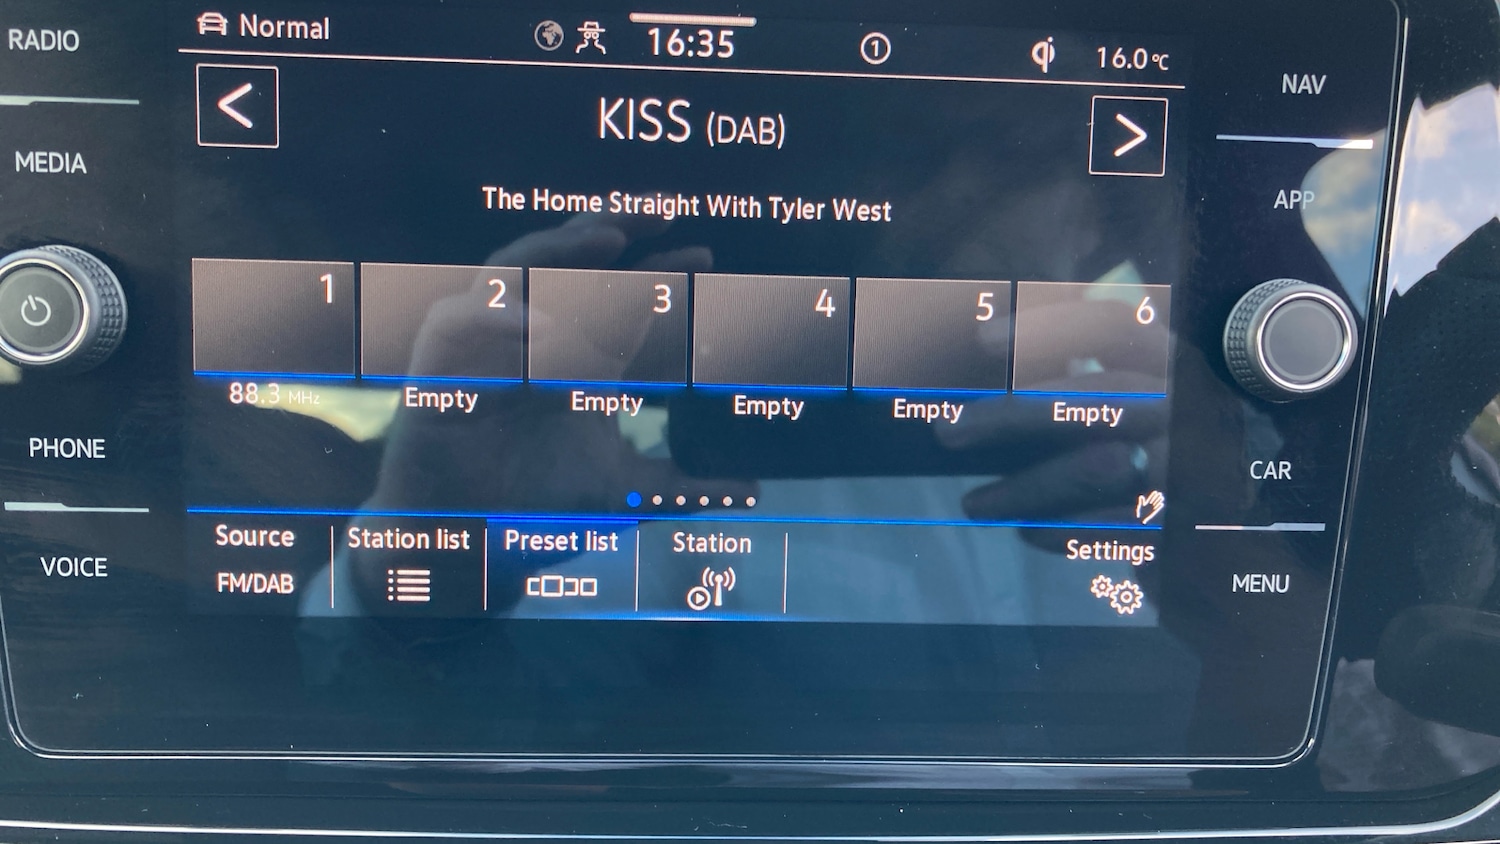 RADIO
MEDIA
PHONE
VOICE
Normal
16:35
1
16.0 °C
KISS (DAB)
The Home Straight With Tyler West
1
2
3
4
5
6
88.3 MHz
Empty
Empty
Empty
Empty
Empty
Source
FM/DAB
Station list
Preset list
Station
Settings
NAV
APP
CAR
MENU